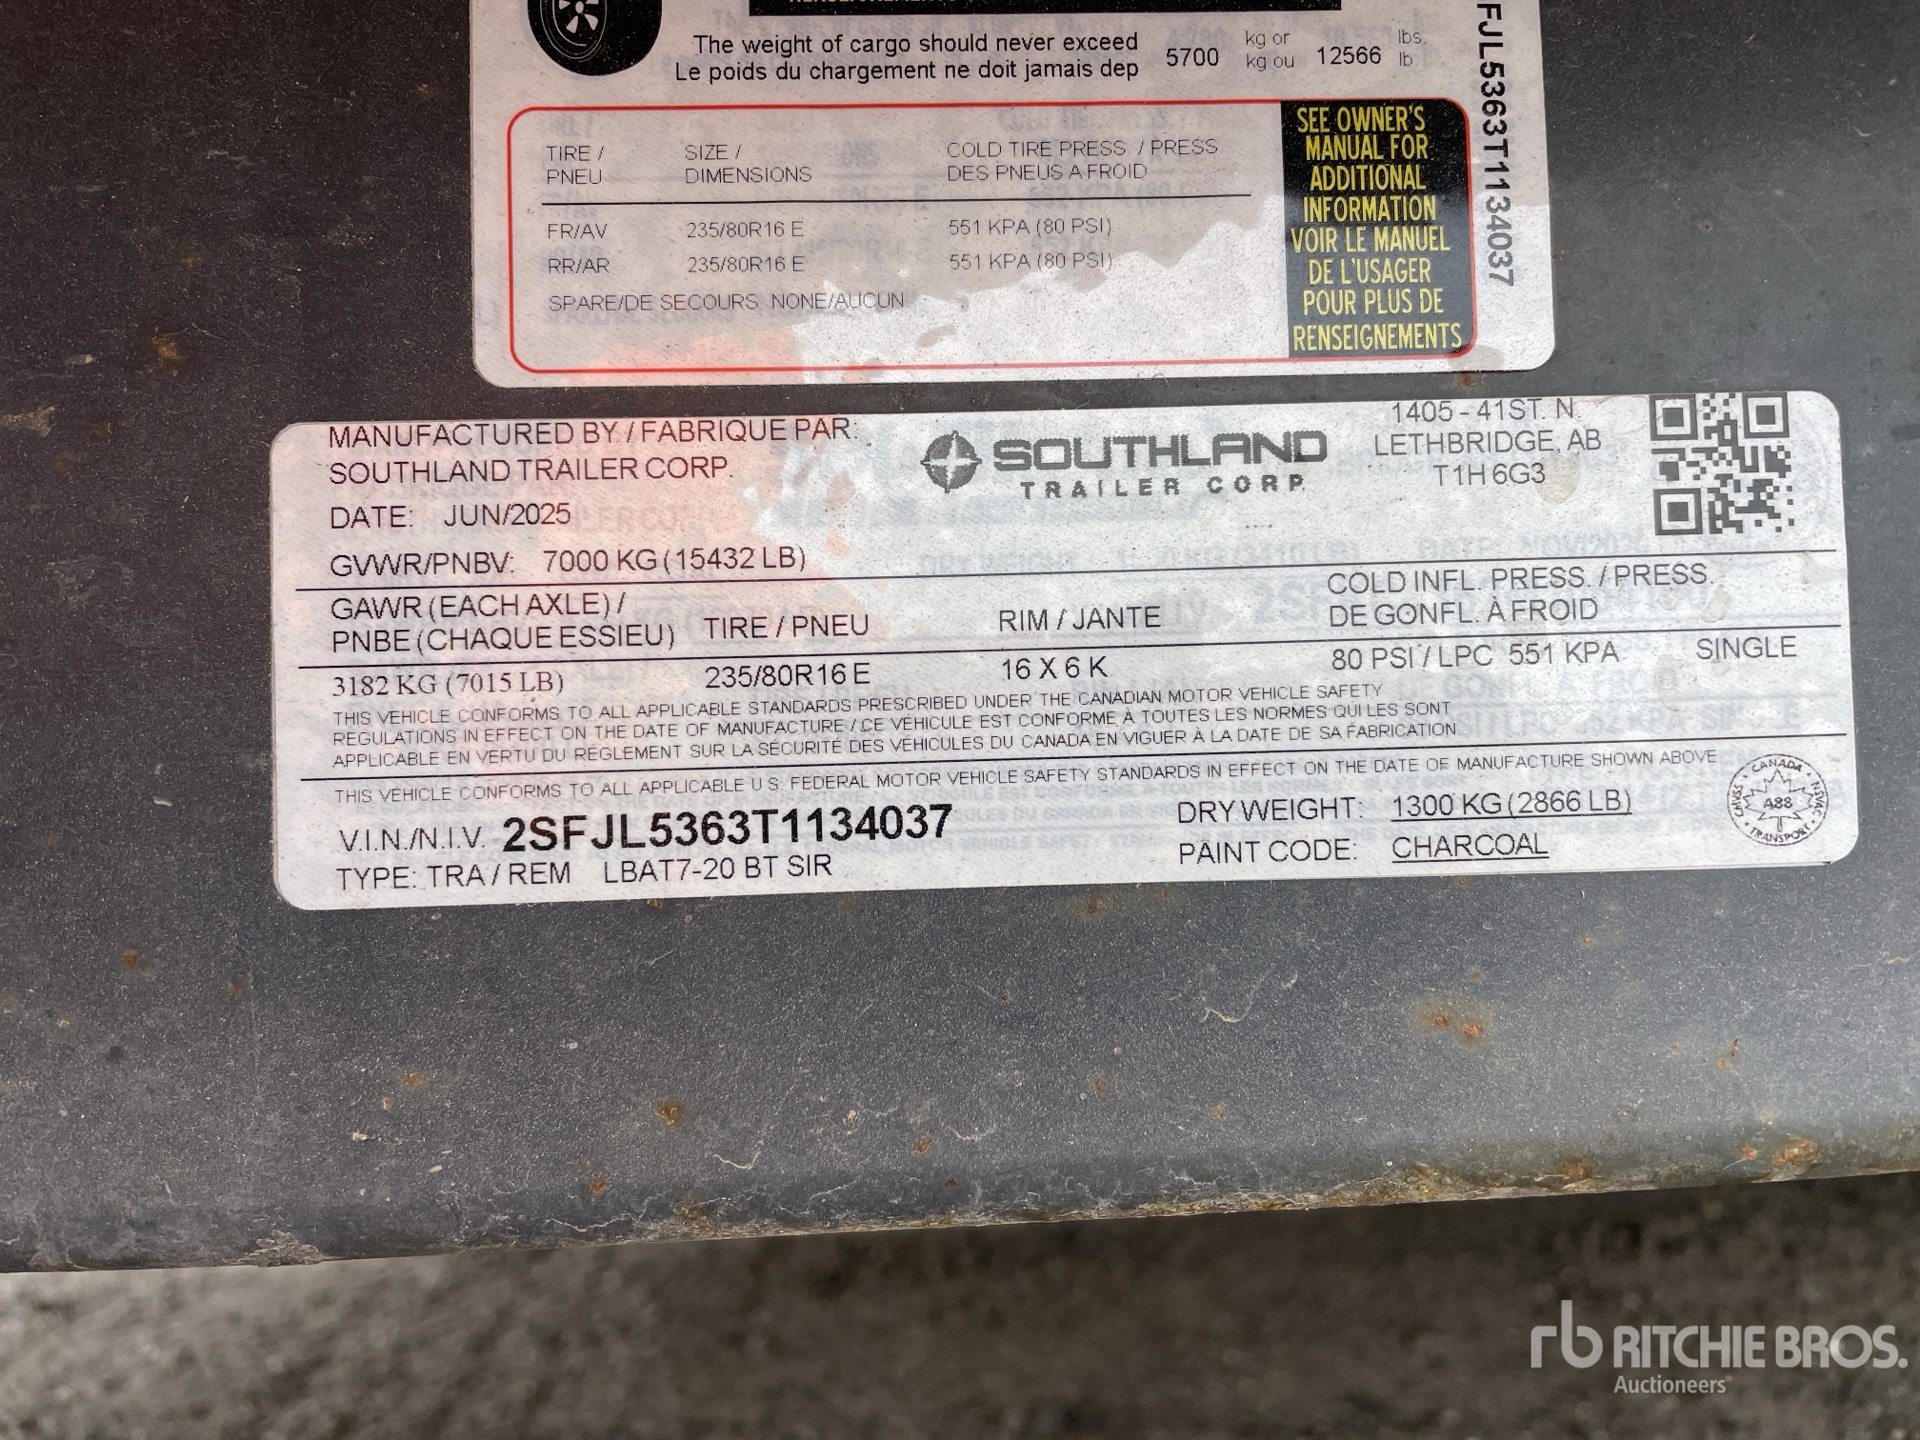 The weight of cargo should never exceed
Le poids du chargement ne doit jamais dep
5700 kg or 12566 lbs.
kg ou lb
TIRE / SIZE / COLD TIRE PRESS. / PRESS.
PNEU DIMENSIONS DES PNEUS A FROID
FR/AV 235/80R16 E 551 KPA (80 PSI)
RR/AR 235/80R16 E 551 KPA (80 PSI)
SPARE/DE SECOURS NONE/AUCUN
SEE OWNER'S
MANUAL FOR
ADDITIONAL
INFORMATION
VOIR LE MANUEL
DE L'USAGER
POUR PLUS DE
RENSEIGNEMENTS
FJL5363T1134037
MANUFACTURED BY / FABRIQUE PAR:
SOUTHLAND TRAILER CORP.
SOUTHLAND
TRAILER CORP
1405 - 41ST. N.
LETHBRIDGE, AB
T1H 6G3
DATE: JUN/2025
GVWR/PNBV: 7000 KG (15432 LB)
GAWR (EACH AXLE) /
PNBE (CHAQUE ESSIEU) TIRE / PNEU RIM / JANTE
COLD INFL. PRESS. / PRESS.
DE GONFL. À FROID
3182 KG (7015 LB) 235/80R16 E 16 X 6 K 80 PSI / LPC 551 KPA SINGLE
THIS VEHICLE CONFORMS TO ALL APPLICABLE STANDARDS PRESCRIBED UNDER THE CANADIAN MOTOR VEHICLE SAFETY
REGULATIONS IN EFFECT ON THE DATE OF MANUFACTURE / CE VÉHICULE EST CONFORME À TOUTES LES NORMES QUI LES SONT
APPLICABLE EN VERTU DU RÉGLEMENT SUR LA SÉCURITÉ DES VÉHICULES DU CANADA EN VIGUER À LA DATE DE SA FABRICATION
THIS VEHICLE CONFORMS TO ALL APPLICABLE U.S. FEDERAL MOTOR VEHICLE SAFETY STANDARDS IN EFFECT ON THE DATE OF MANUFACTURE SHOWN ABOVE
V.I.N./N.I.V. 2SFJL5363T1134037 DRY WEIGHT: 1300 KG (2866 LB)
TYPE: TRA / REM LBAT7-20 BT SIR PAINT CODE: CHARCOAL
CANADA
CMVSS A88 NSVAC
TRANSPORT
rb RITCHIE BROS.
Auctioneers